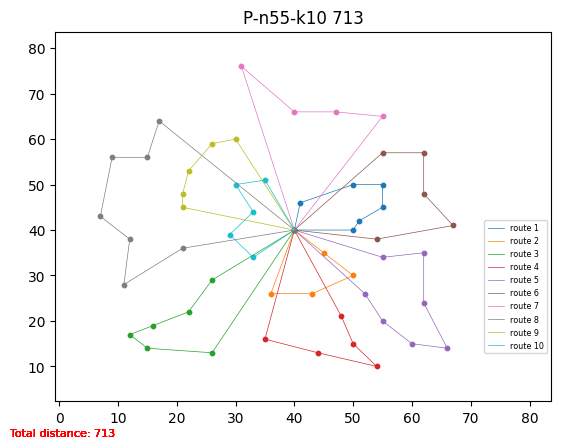 P-n55-k10 713
80
70
60
50
40
30
20
10
0 10 20 30 40 50 60 70 80
route 1
route 2
route 3
route 4
route 5
route 6
route 7
route 8
route 9
route 10
Total distance: 713